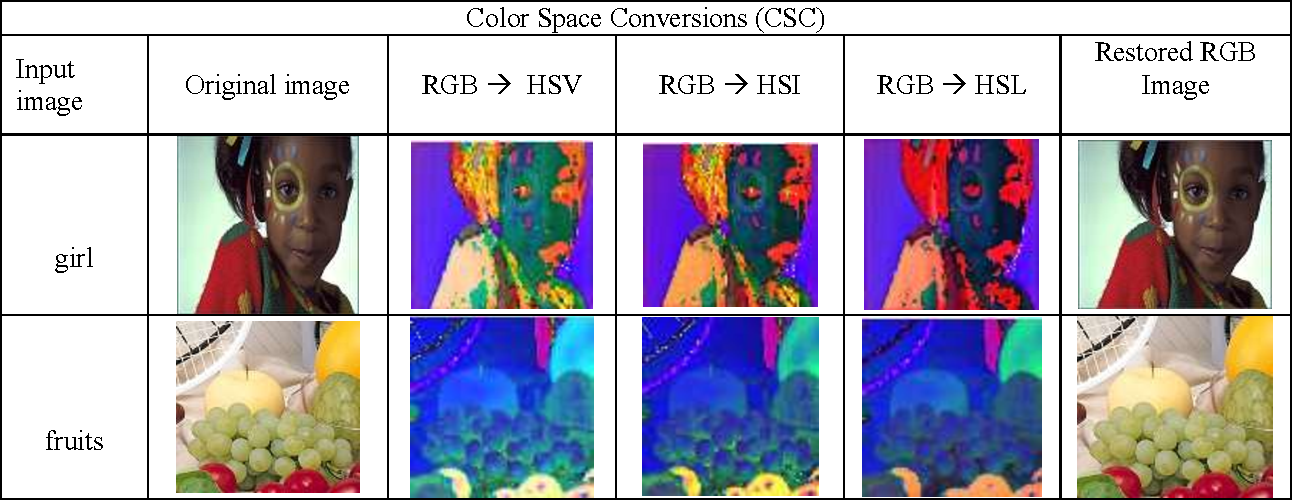 Color Space Conversions (CSC)
Input
image
Original image
RGB → HSV
RGB → HSI
RGB → HSL
Restored RGB
Image
girl
fruits